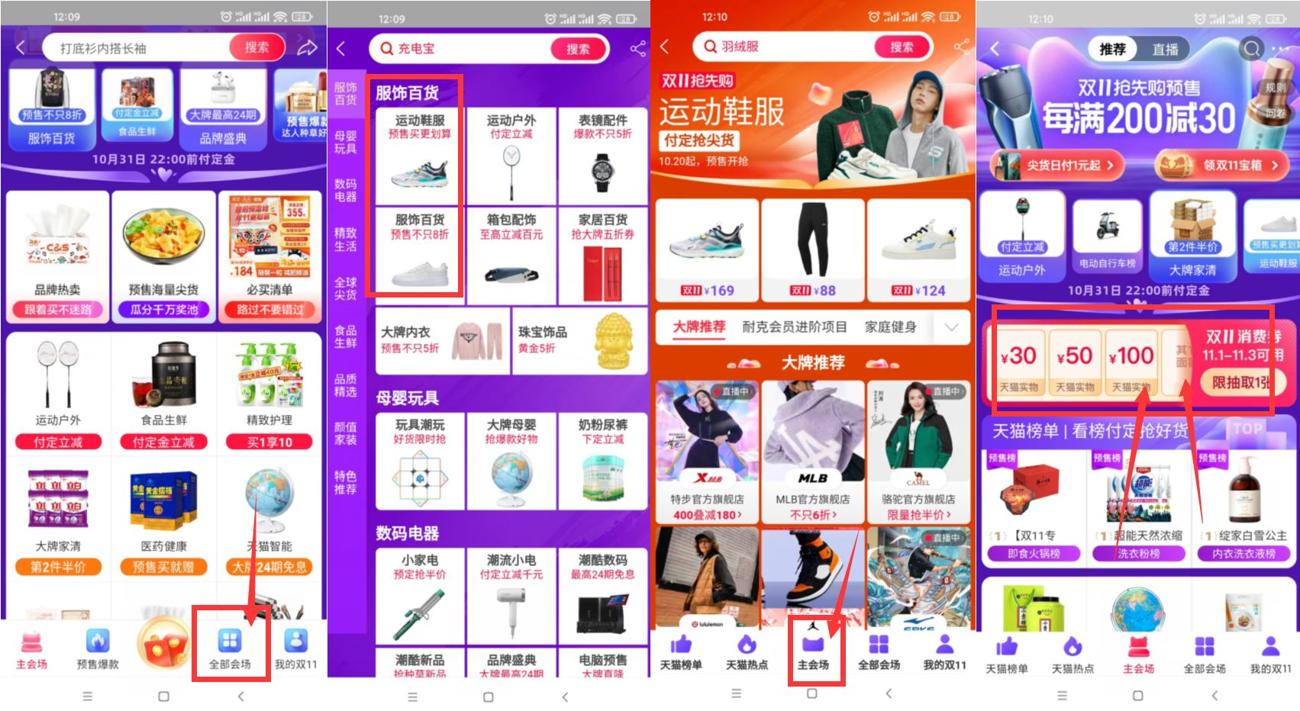 12:09
打底衫内搭长袖
搜索
预售不只8折
付定金立减
大牌最高24期
预售爆款
达人种草好
服饰百货
食品生鲜
品牌盛典
10月31日 22:00前付定金
品牌热卖
预售海量尖货
必买清单
跟着买不迷路
瓜分千万奖池
路过不要错过
运动户外
食品生鲜
精致护理
付定立减
付定金立减
买1享10
大牌家清
医药健康
天猫智能
第2件半价
预售买就赠
大牌24期免息
主会场
预售爆款
全部会场
我的双11
12:09
充电宝
搜索
服饰百货
母婴玩具
数码电器
精致生活
全球尖货
食品生鲜
品质精选
颜值家装
特色推荐
服饰百货
运动鞋服
运动户外
表镜配件
预售买更划算
付定立减
爆款不只5折
服饰百货
箱包配饰
家居百货
预售不只8折
至高立减百元
抢大牌五折券
大牌内衣
珠宝饰品
预售不只5折
黄金5折
母婴玩具
玩具潮玩
大牌母婴
奶粉尿裤
好货限时抢
抢爆款好物
下定立减
数码电器
小家电
潮流小电
潮酷数码
预定抢半价
付定立减千元
最高24期免息
潮酷新品
品牌盛典
电脑预售
抢种草新品
大牌最高24期
大牌直降
12:10
羽绒服
搜索
双11抢先购
运动鞋服
付定抢尖货
10.20起，预售开抢
双11 ¥169
双11 ¥88
双11 ¥124
大牌推荐
耐克会员进阶项目
家庭健身
大牌推荐
直播中
直播中
MLB
CAMEL
特步官方旗舰店
MLB官方旗舰店
骆驼官方旗舰店
400叠减180
不只6折
限量抢半价
直播中
lululemon
天猫榜单
天猫热点
主会场
全部会场
我的双11
12:10
推荐
直播
双11抢先购预售
规则
每满200减30
尖货日付1元起
领双11宝箱
付定立减
第2件半价
预售买更划算
运动户外
电动自行车榜
大牌家清
运动鞋服
10月31日 22:00前付定金
¥30
¥50
¥100
天猫实物
天猫实物
天猫实物
双11消费券
11.1–11.3可用
限抽取1张
天猫榜单 | 看榜付定抢好货
TOP
预售榜
预售榜
预售榜
1【双11专
1超能天然浓缩
1绽家白雪公主
即食火锅榜
洗衣粉榜
内衣洗衣液榜
天猫榜单
天猫热点
主会场
全部会场
我的双11